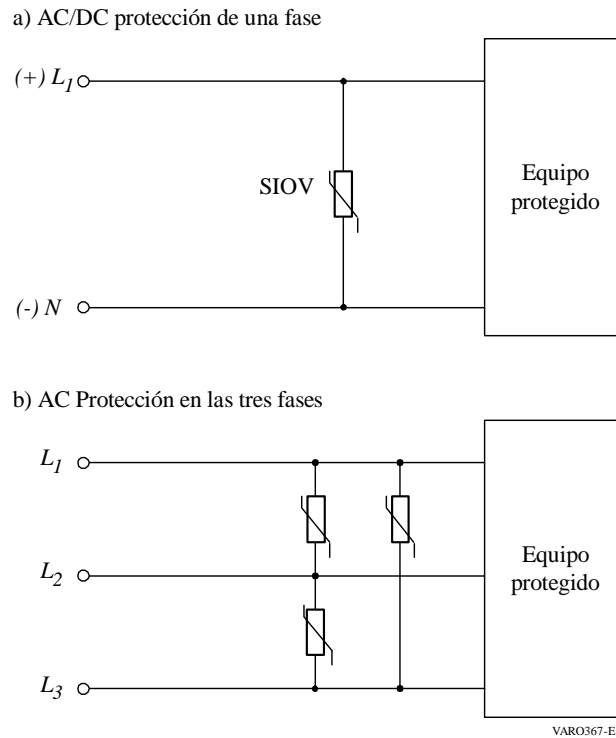 a) AC/DC protección de una fase
(+) L1
SIOV
Equipo
protegido
(-) N
b) AC Protección en las tres fases
L1
L2
Equipo
protegido
L3
VARO367-E